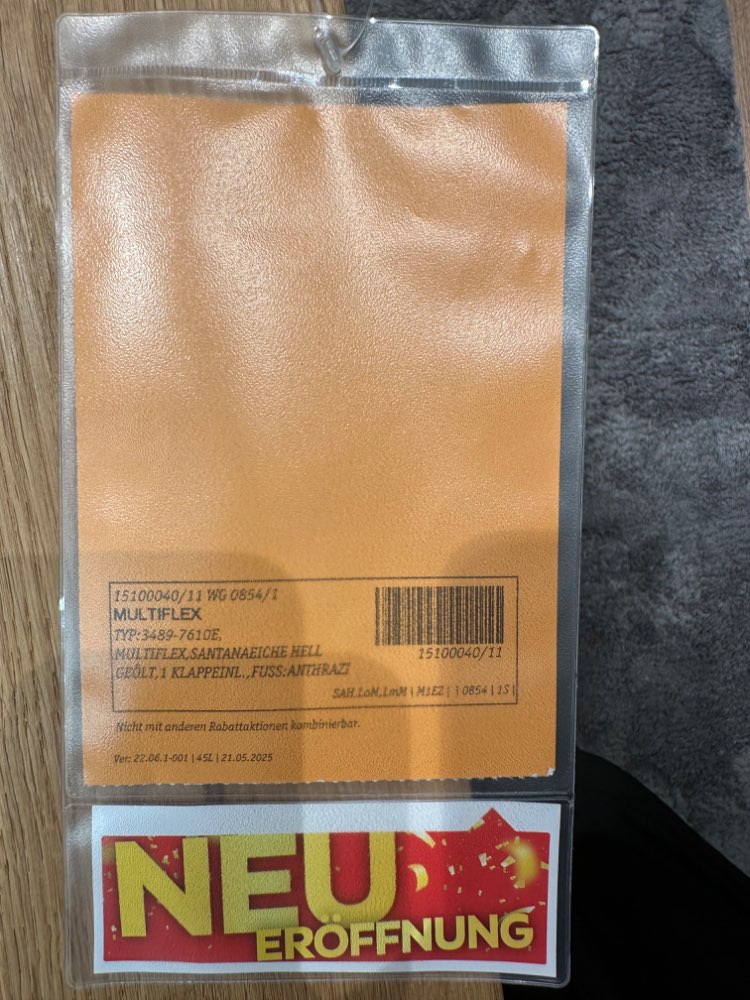 15100040/11 WG 0854/1
MULTIFLEX
TYP:3489-7610E,
MULTIFLEX,SANTANAEICHE HELL
GEÖLT,1 KLAPPEINL.,FUSS:ANTHRAZI
15100040/11
SAH,LoM,LmM | M1EZ | | 0854 | 1S |
Nicht mit anderen Rabattaktionen kombinierbar.
Ver: 22.06.1-001 | 45L | 21.05.2025
NEU
ERÖFFNUNG